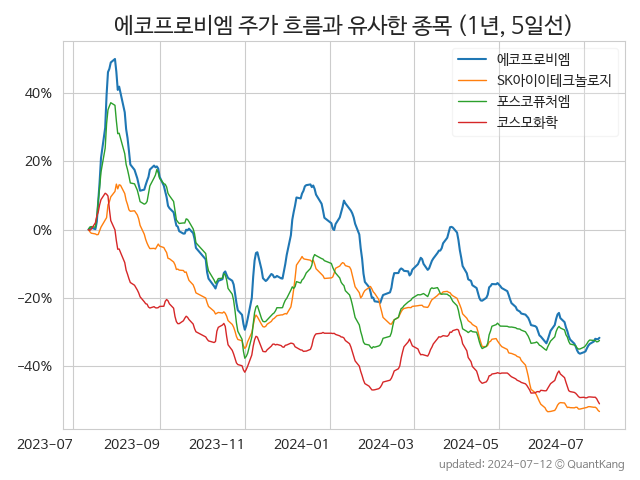 에코프로비엠 주가 흐름과 유사한 종목 (1년, 5일선)
에코프로비엠
SK아이이테크놀로지
포스코퓨처엠
코스모화학
40%
20%
0%
−20%
−40%
2023-07 2023-09 2023-11 2024-01 2024-03 2024-05 2024-07
updated: 2024-07-12 © QuantKang